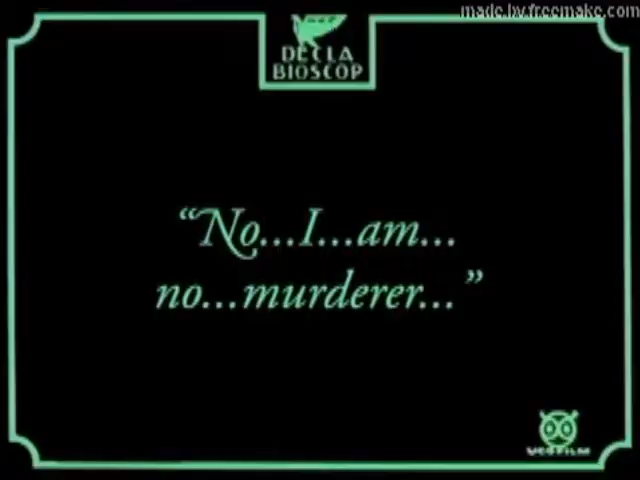 made.by.freemake.com
DECLA
BIOSCOP
“No...I...am...
no...murderer...”